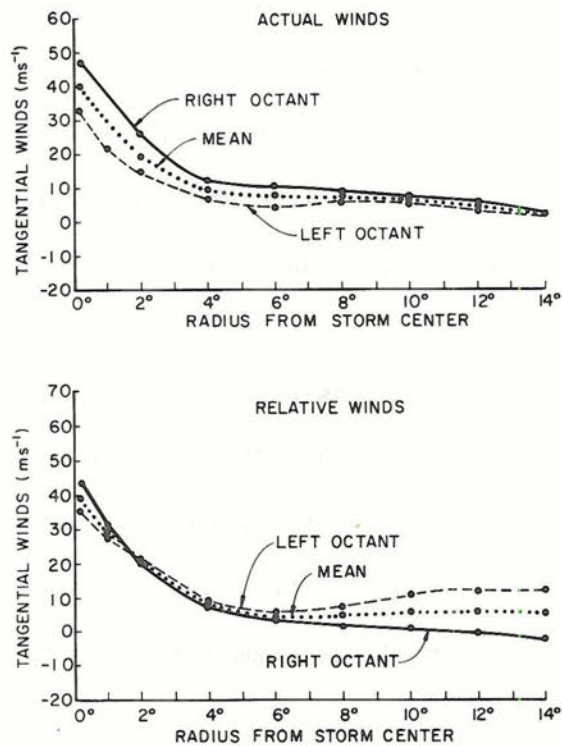 ACTUAL WINDS
60
50
40
30
20
10
0
-10
-20
TANGENTIAL WINDS (ms⁻¹)
RIGHT OCTANT
MEAN
LEFT OCTANT
0° 2° 4° 6° 8° 10° 12° 14°
RADIUS FROM STORM CENTER
RELATIVE WINDS
70
60
50
40
30
20
10
0
-10
-20
TANGENTIAL WINDS (ms⁻¹)
LEFT OCTANT
MEAN
RIGHT OCTANT
0° 2° 4° 6° 8° 10° 12° 14°
RADIUS FROM STORM CENTER